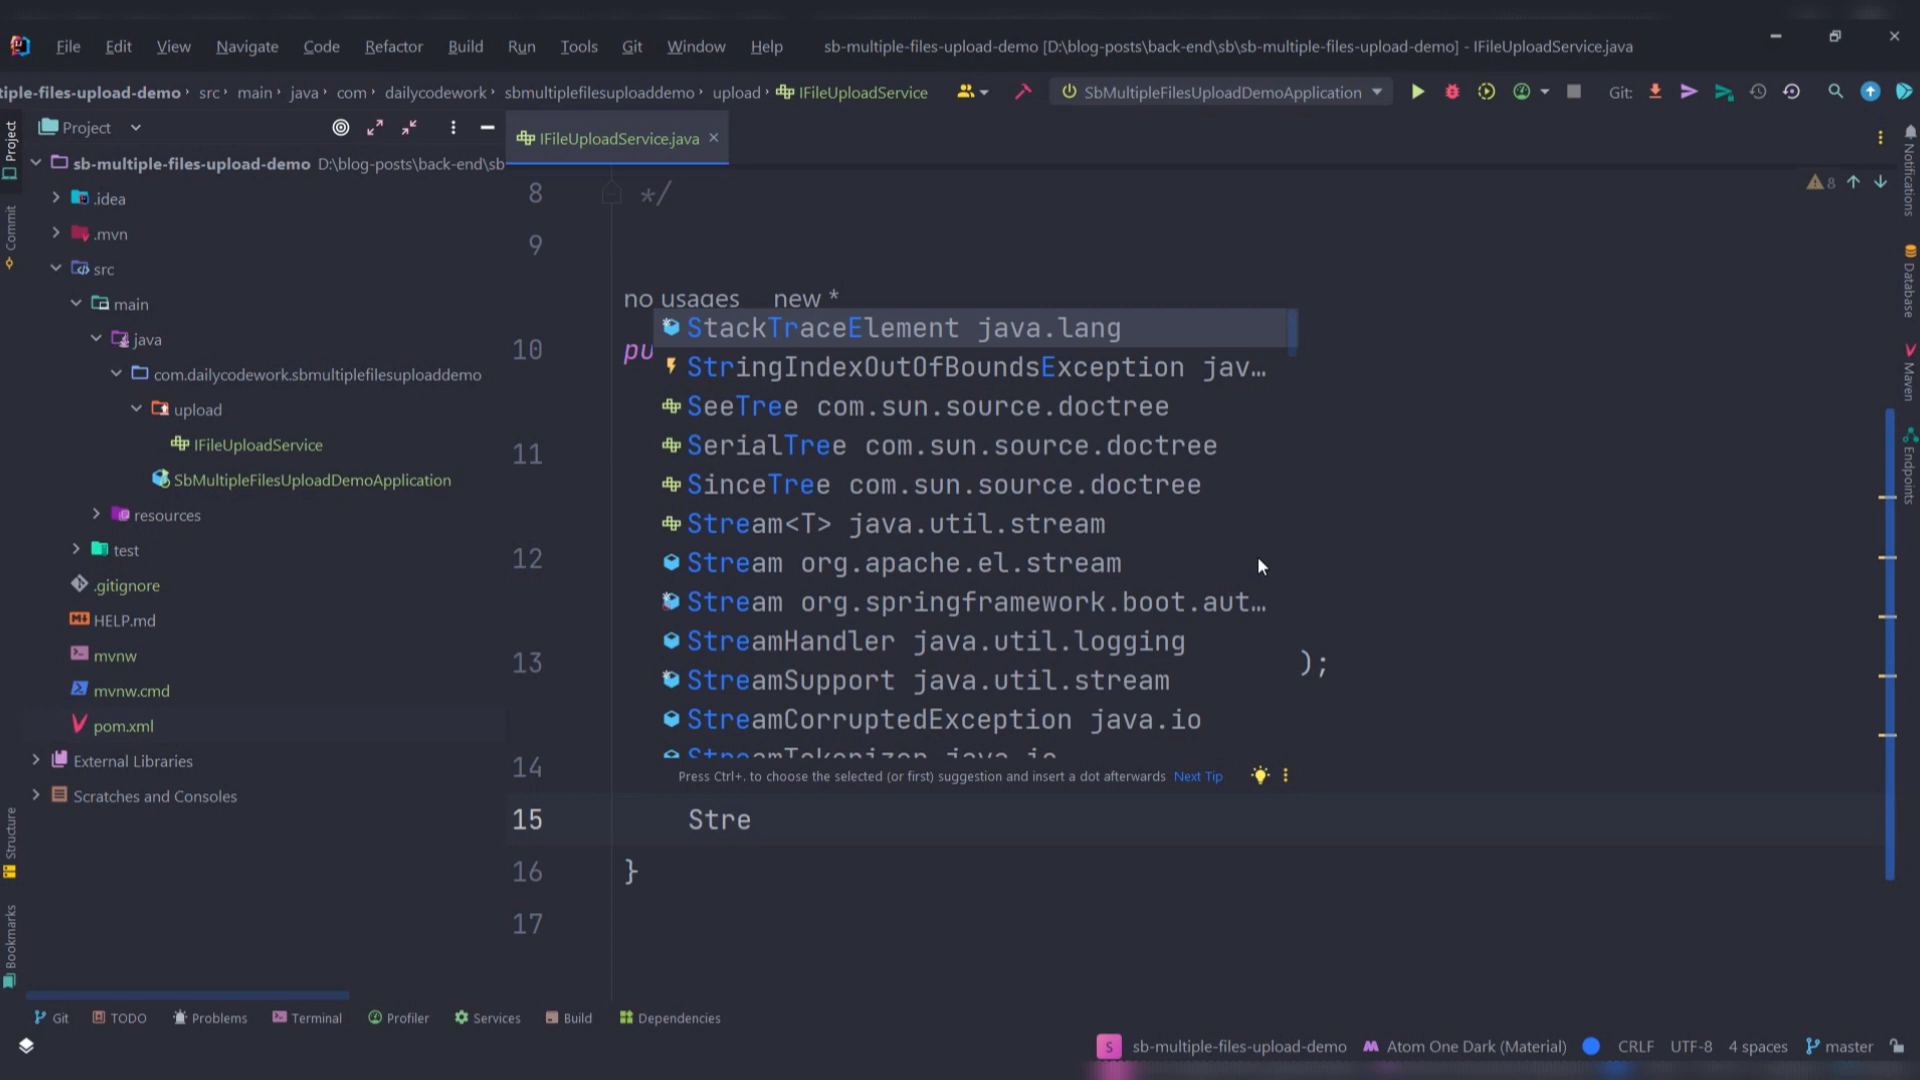 File Edit View Navigate Code Refactor Build Run Tools Git Window Help sb-multiple-files-upload-demo [D:\blog-posts\back-end\sb\sb-multiple-files-upload-demo] - IFileUploadService.java
tiple-files-upload-demo › src › main › java › com › dailycodework › sbmultiplefilesuploaddemo › upload › IFileUploadService SbMultipleFilesUploadDemoApplication Git:
Project
IFileUploadService.java
sb-multiple-files-upload-demo D:\blog-posts\back-end\sb
.idea
.mvn
src
main
java
com.dailycodework.sbmultiplefilesuploaddemo
upload
IFileUploadService
SbMultipleFilesUploadDemoApplication
resources
test
.gitignore
HELP.md
mvnw
mvnw.cmd
pom.xml
External Libraries
Scratches and Consoles
Project
Commit
Structure
Bookmarks
8 */
8
9
no usages new *
10 pu
11
12
13 );
14
StackTraceElement java.lang
StringIndexOutOfBoundsException jav…
SeeTree com.sun.source.doctree
SerialTree com.sun.source.doctree
SinceTree com.sun.source.doctree
Stream<T> java.util.stream
Stream org.apache.el.stream
Stream org.springframework.boot.aut…
StreamHandler java.util.logging
StreamSupport java.util.stream
StreamCorruptedException java.io
StreamTokenizer java.io
Press Ctrl+. to choose the selected (or first) suggestion and insert a dot afterwards Next Tip
15 Stre
16 }
17
Notifications
Database
Maven
Endpoints
Git TODO Problems Terminal Profiler Services Build Dependencies
S sb-multiple-files-upload-demo Atom One Dark (Material) CRLF UTF-8 4 spaces master